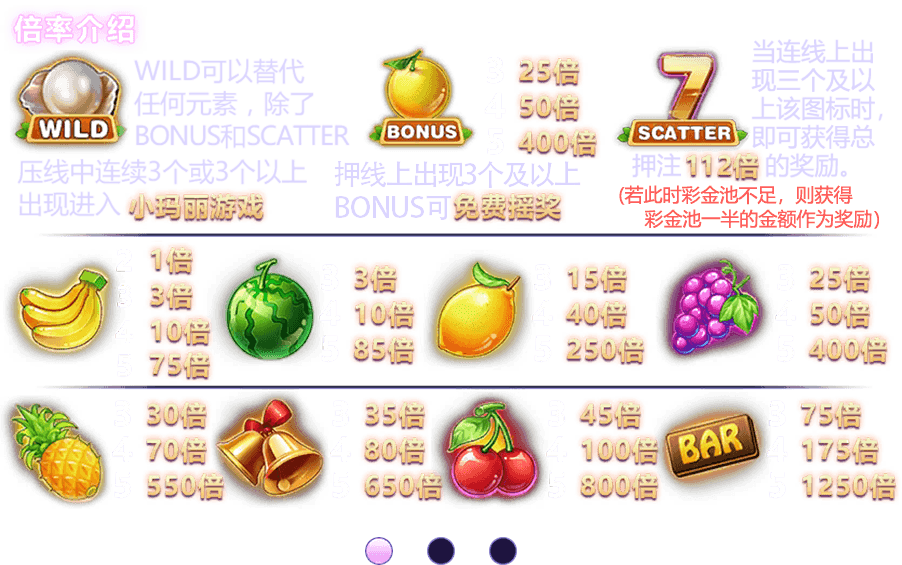 倍率介绍
WILD
WILD可以替代
任何元素，除了
BONUS和SCATTER
压线中连续3个或3个以上
出现进入 小玛丽游戏
BONUS
3 25倍
4 50倍
5 400倍
押线上出现3个及以上
BONUS可免费摇奖
7
SCATTER
当连线上出
现三个及以
上该图标时，
即可获得总
押注 112倍 的奖励。
(若此时彩金池不足，则获得
彩金池一半的金额作为奖励)
2 1倍
3 3倍
4 10倍
5 75倍
3 3倍
4 10倍
5 85倍
3 15倍
4 40倍
5 250倍
3 25倍
4 50倍
5 400倍
3 30倍
4 70倍
5 550倍
3 35倍
4 80倍
5 650倍
3 45倍
4 100倍
5 800倍
BAR
3 75倍
4 175倍
5 1250倍